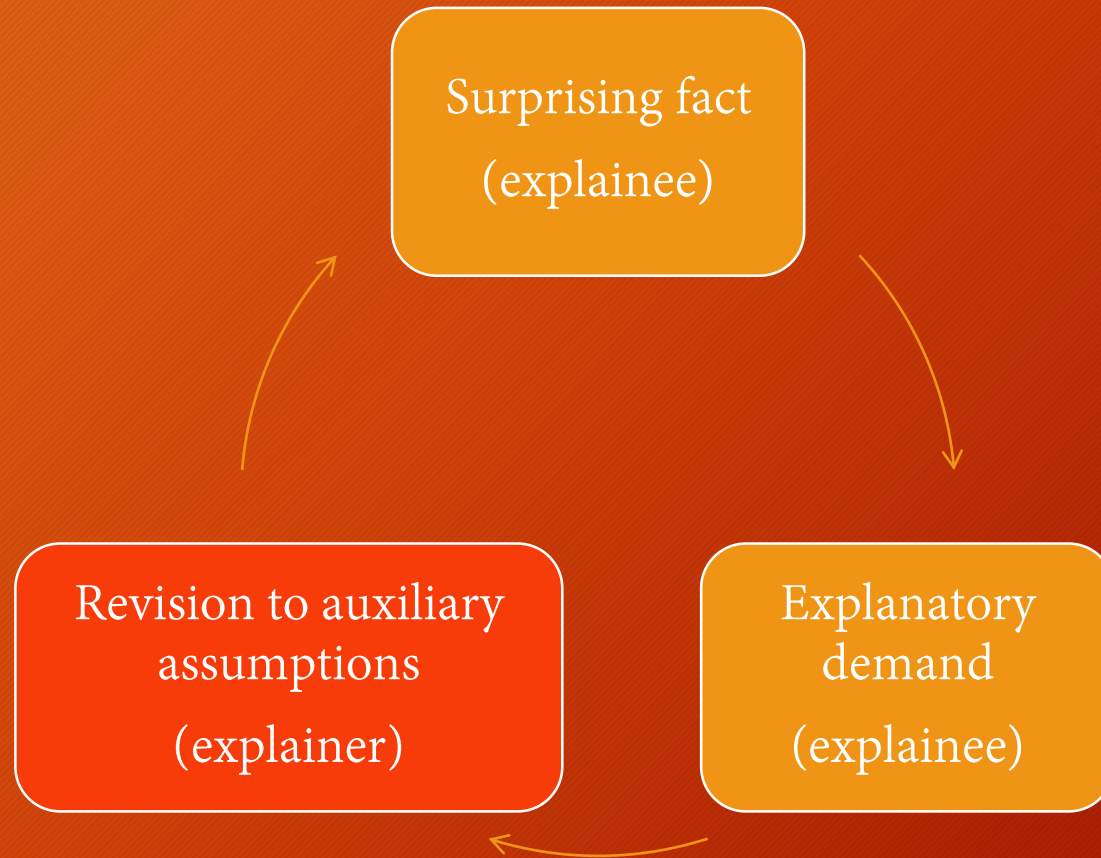 Surprising fact
(explainee)
Revision to auxiliary
assumptions
(explainer)
Explanatory
demand
(explainee)